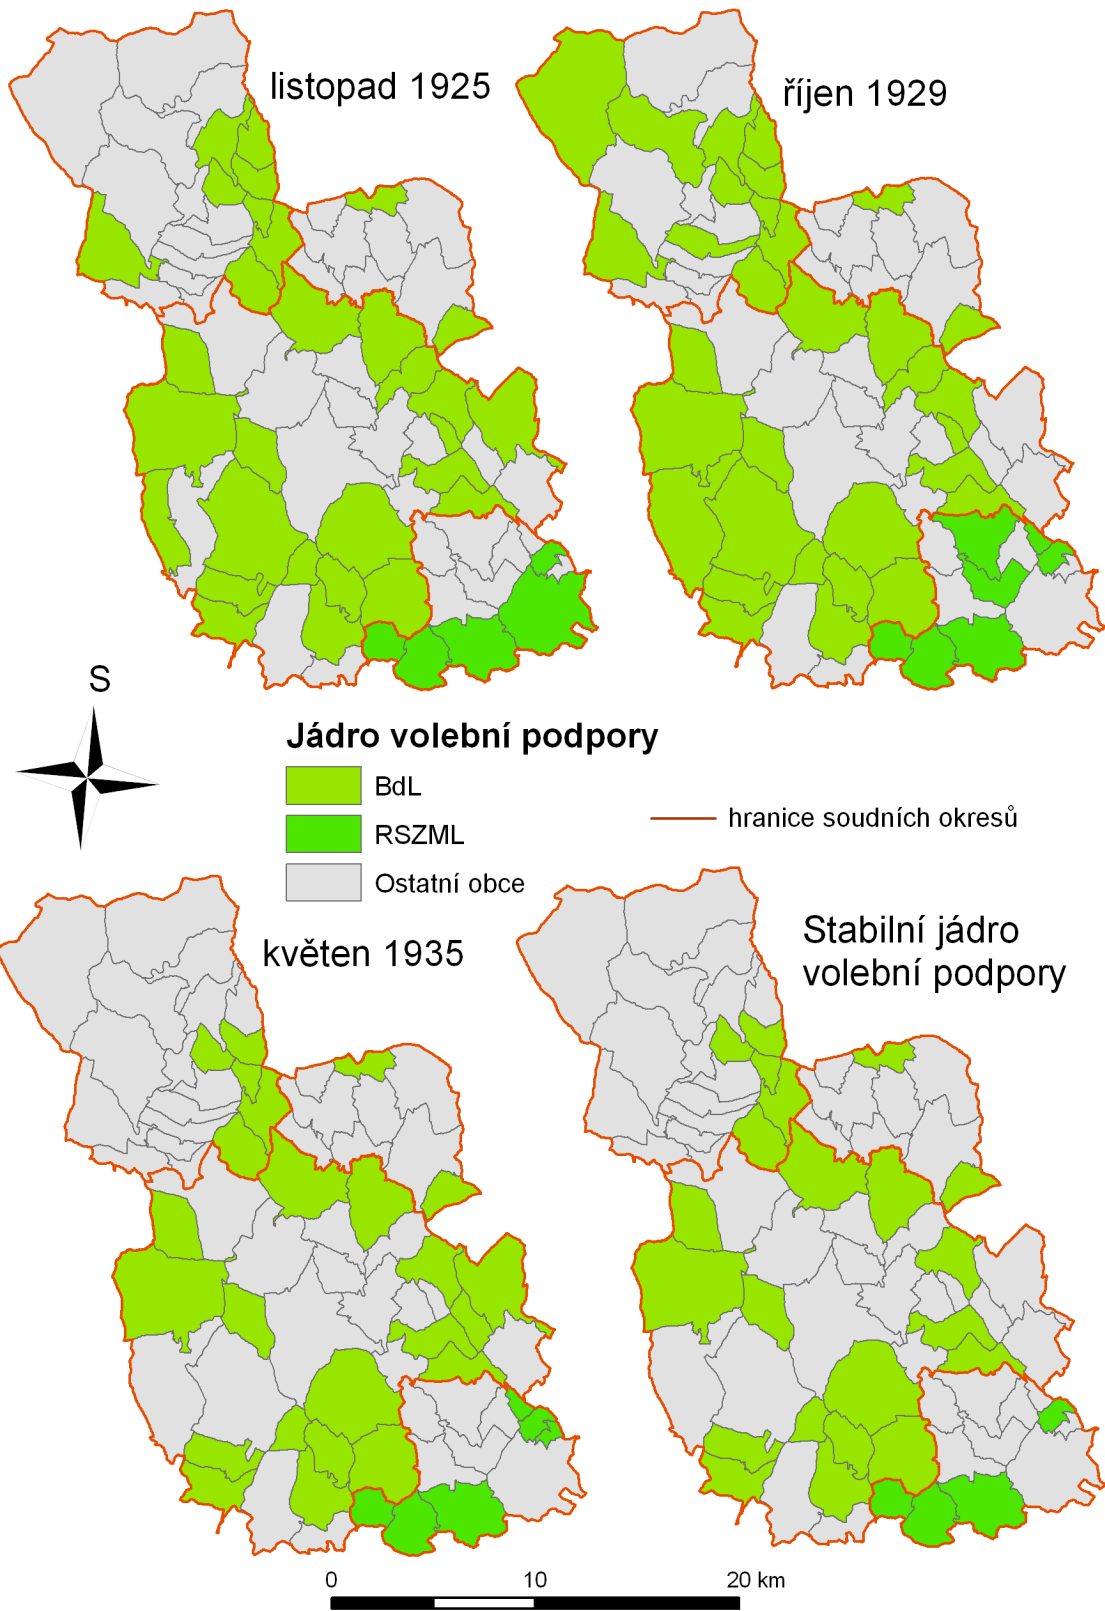 listopad 1925
říjen 1929
S
Jádro volební podpory
BdL
RSZML
Ostatní obce
hranice soudních okresů
květen 1935
Stabilní jádro
volební podpory
0 10 20 km